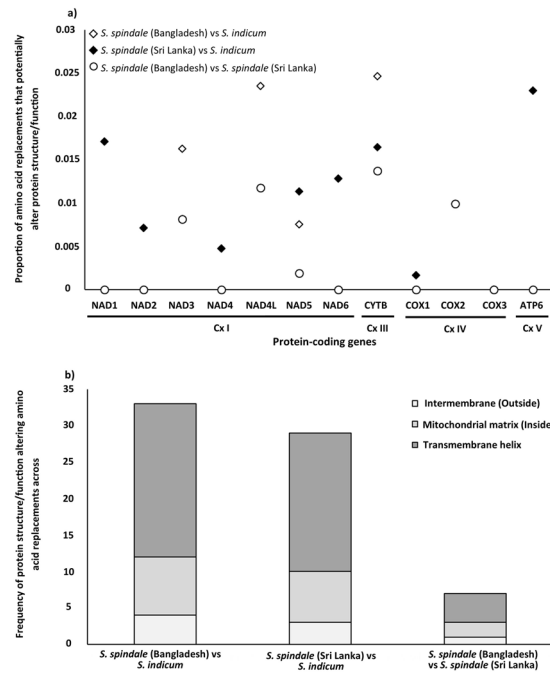 a)
0.03
0.025
0.02
0.015
0.01
0.005
0
Proportion of amino acid replacements that potentially
alter protein structure/function
S. spindale (Bangladesh) vs S. indicum
S. spindale (Sri Lanka) vs S. indicum
S. spindale (Bangladesh) vs S. spindale (Sri Lanka)
NAD1 NAD2 NAD3 NAD4 NAD4L NAD5 NAD6 CYTB COX1 COX2 COX3 ATP6
Cx I Cx III Cx IV Cx V
Protein-coding genes
b)
35
30
25
20
15
10
5
0
Frequency of protein structure/function altering amino
acid replacements across
Intermembrane (Outside)
Mitochondrial matrix (Inside
Transmembrane helix
S. spindale (Bangladesh) vs
S. indicum
S. spindale (Sri Lanka) vs
S. indicum
S. spindale (Bangladesh)
vs S. spindale (Sri Lanka)